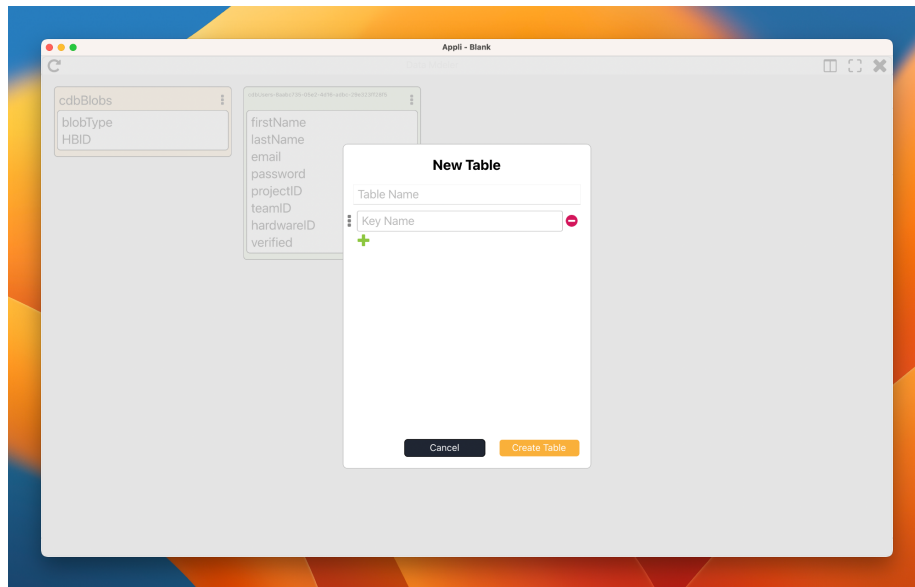 Appli - Blank
cdbBlobs
blobType
HBID
firstName
lastName
email
password
projectID
teamID
hardwareID
verified
New Table
Table Name
Key Name
Cancel
Create Table